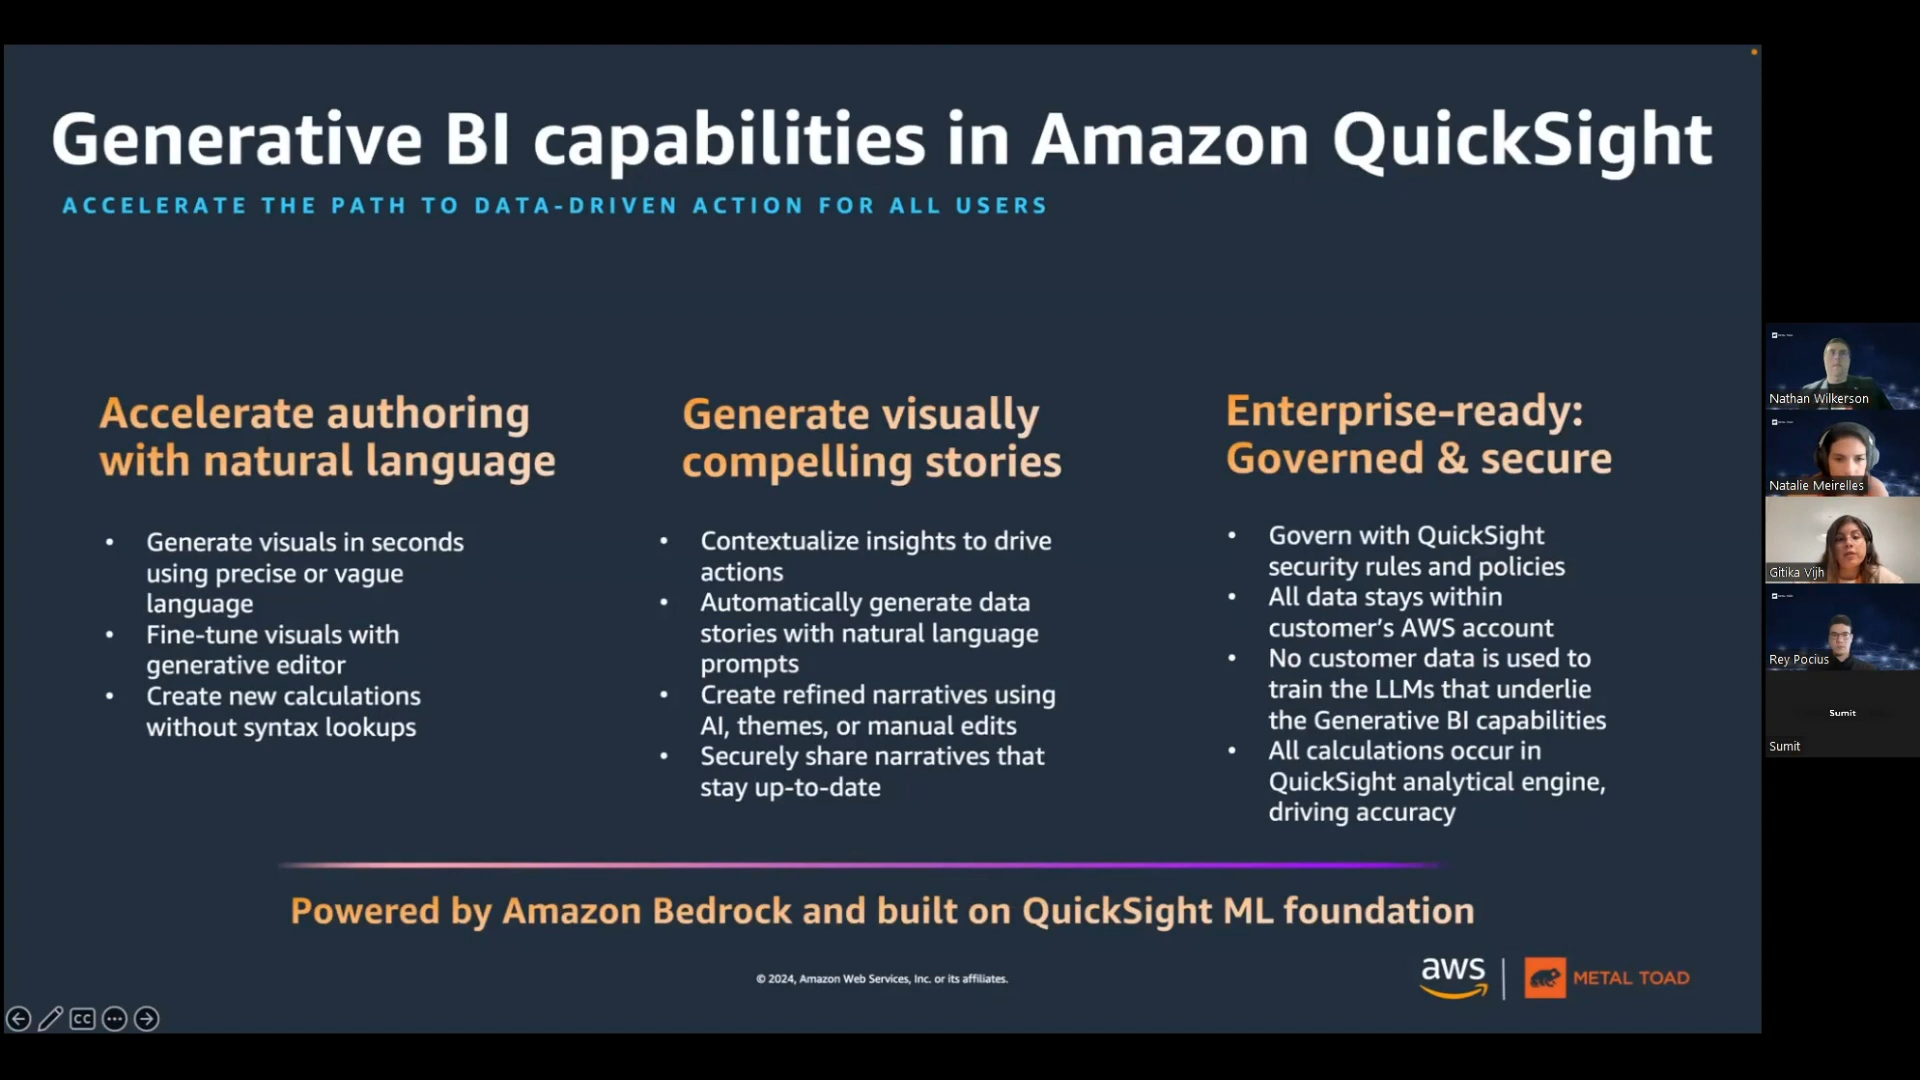 Generative BI capabilities in Amazon QuickSight
ACCELERATE THE PATH TO DATA-DRIVEN ACTION FOR ALL USERS
Accelerate authoring
with natural language
• Generate visuals in seconds
using precise or vague
language
• Fine-tune visuals with
generative editor
• Create new calculations
without syntax lookups
Generate visually
compelling stories
• Contextualize insights to drive
actions
• Automatically generate data
stories with natural language
prompts
• Create refined narratives using
AI, themes, or manual edits
• Securely share narratives that
stay up-to-date
Enterprise-ready:
Governed & secure
• Govern with QuickSight
security rules and policies
• All data stays within
customer’s AWS account
• No customer data is used to
train the LLMs that underlie
the Generative BI capabilities
• All calculations occur in
QuickSight analytical engine,
driving accuracy
Powered by Amazon Bedrock and built on QuickSight ML foundation
© 2024, Amazon Web Services, Inc. or its affiliates.
aws
METAL TOAD
CC
Nathan Wilkerson
Natalie Meirelles
Gitika Vijh
Rey Pocius
Sumit
Sumit